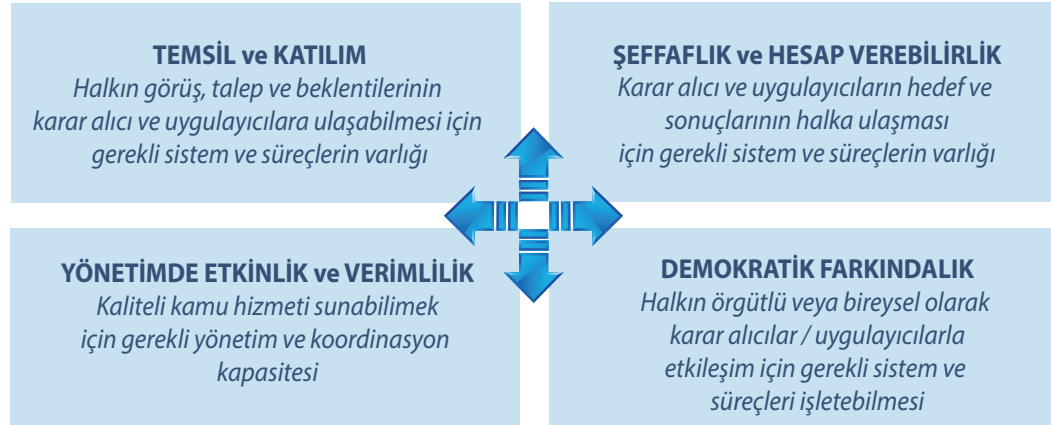 TEMSİL ve KATILIM
Halkın görüş, talep ve beklentilerinin
karar alıcı ve uygulayıcılara ulaşabilmesi için
gerekli sistem ve süreçlerin varlığı
ŞEFFAFLIK ve HESAP VEREBİLİRLİK
Karar alıcı ve uygulayıcıların hedef ve
sonuçlarının halka ulaşması
için gerekli sistem ve süreçlerin varlığı
YÖNETİMDE ETKİNLİK ve VERİMLİLİK
Kaliteli kamu hizmeti sunabilimek
için gerekli yönetim ve koordinasyon
kapasitesi
DEMOKRATİK FARKINDALIK
Halkın örgütlü veya bireysel olarak
karar alıcılar / uygulayıcılarla
etkileşim için gerekli sistem ve
süreçleri işletebilmesi